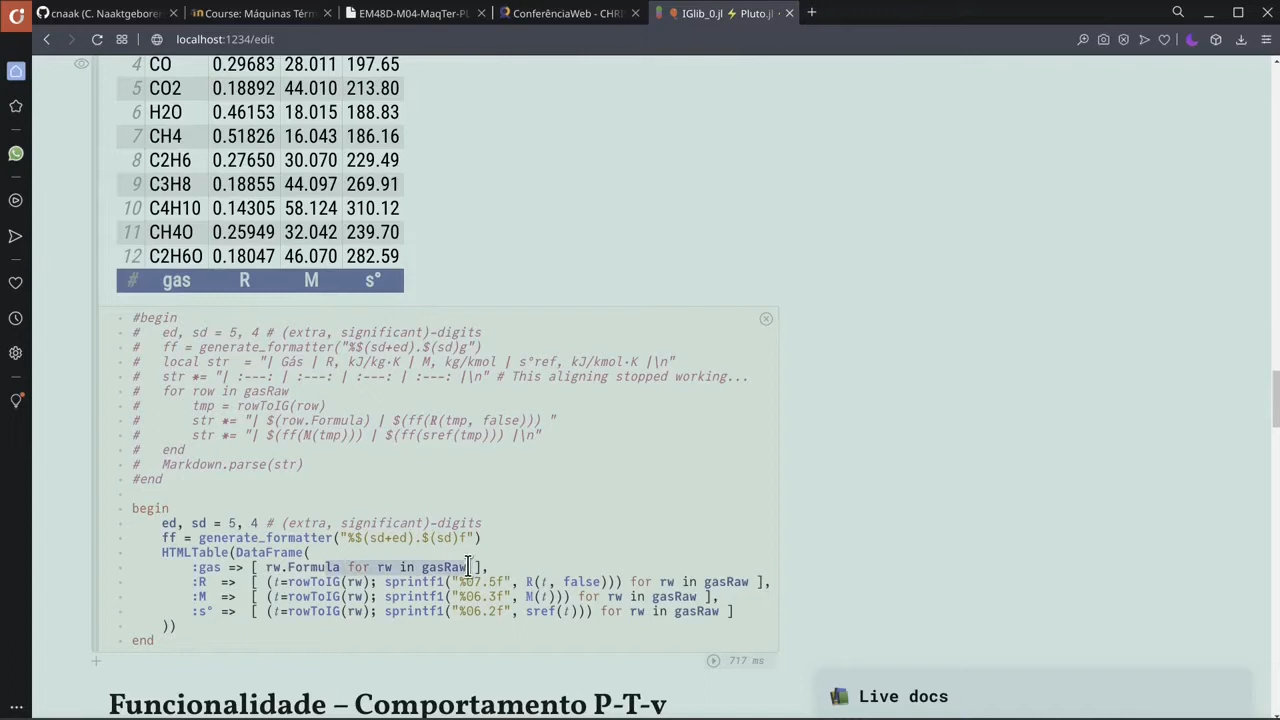 cnaak (C. Naaktgeborer
Course: Máquinas Térm
EM48D-M04-MaqTer-PL
ConferênciaWeb - CHRI
IGlib_0.jl ⚡ Pluto.jl
localhost:1234/edit
4 CO 0.29683 28.011 197.65
5 CO2 0.18892 44.010 213.80
6 H2O 0.46153 18.015 188.83
7 CH4 0.51826 16.043 186.16
8 C2H6 0.27650 30.070 229.49
9 C3H8 0.18855 44.097 269.91
10 C4H10 0.14305 58.124 310.12
11 CH4O 0.25949 32.042 239.70
12 C2H6O 0.18047 46.070 282.59
# gas R M s°
#begin
#   ed, sd = 5, 4 # (extra, significant)-digits
#   ff = generate_formatter("%$(sd+ed).$(sd)g")
#   local str  = "| Gás | R, kJ/kg·K | M, kg/kmol | s°ref, kJ/kmol·K |\n"
#   str *= "| :---: | :---: | :---: | :---: |\n" # This aligning stopped working...
#   for row in gasRaw
#       tmp = rowToIG(row)
#       str *= "| $(row.Formula) | $(ff(R(tmp, false))) "
#       str *= "| $(ff(M(tmp))) | $(ff(sref(tmp))) |\n"
#   end
#   Markdown.parse(str)
#end
begin
    ed, sd = 5, 4 # (extra, significant)-digits
    ff = generate_formatter("%$(sd+ed).$(sd)f")
    HTMLTable(DataFrame(
        :gas => [ rw.Formula for rw in gasRaw ],
        :R  => [ (t=rowToIG(rw); sprintf1("%07.5f", R(t, false))) for rw in gasRaw ],
        :M  => [ (t=rowToIG(rw); sprintf1("%06.3f", M(t))) for rw in gasRaw ],
        :s° => [ (t=rowToIG(rw); sprintf1("%06.2f", sref(t))) for rw in gasRaw ]
    ))
end
717 ms
Funcionalidade – Comportamento P-T-v
Live docs